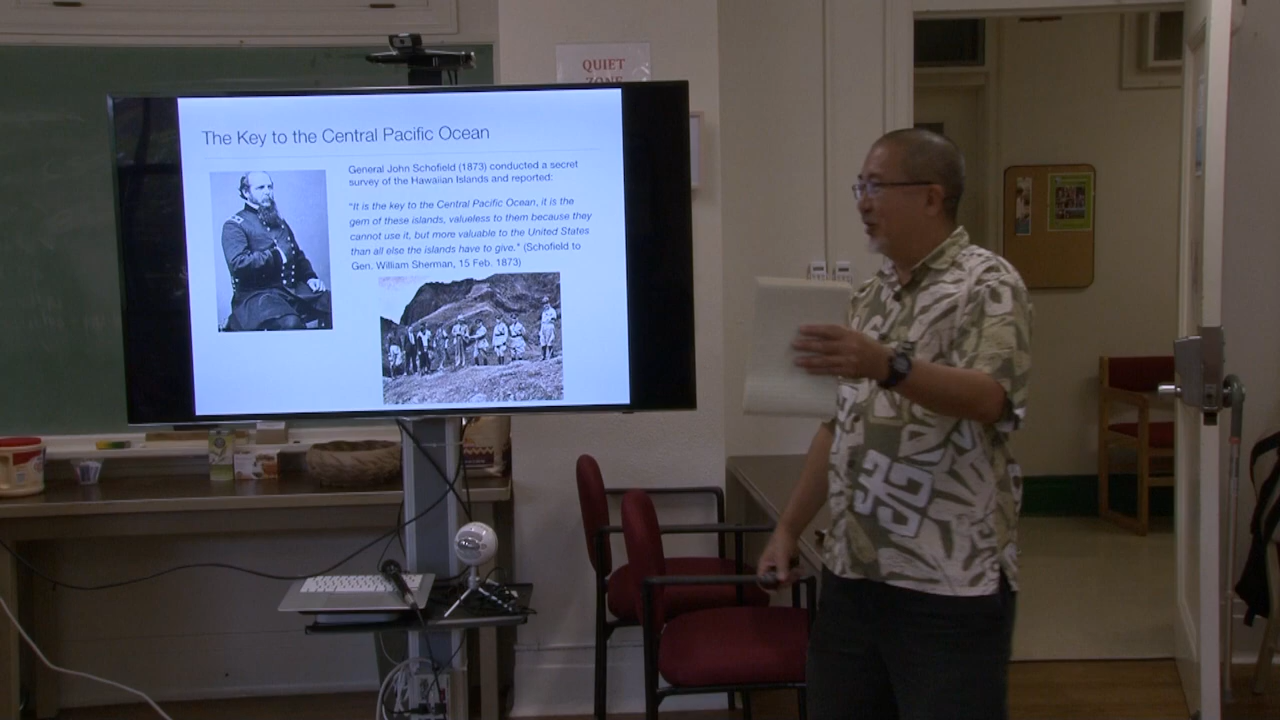 QUIET
ZONE
The Key to the Central Pacific Ocean
General John Schofield (1873) conducted a secret
survey of the Hawaiian Islands and reported:
"It is the key to the Central Pacific Ocean, it is the
gem of these islands, valueless to them because they
cannot use it, but more valuable to the United States
than all else the islands have to give." (Schofield to
Gen. William Sherman, 15 Feb. 1873)